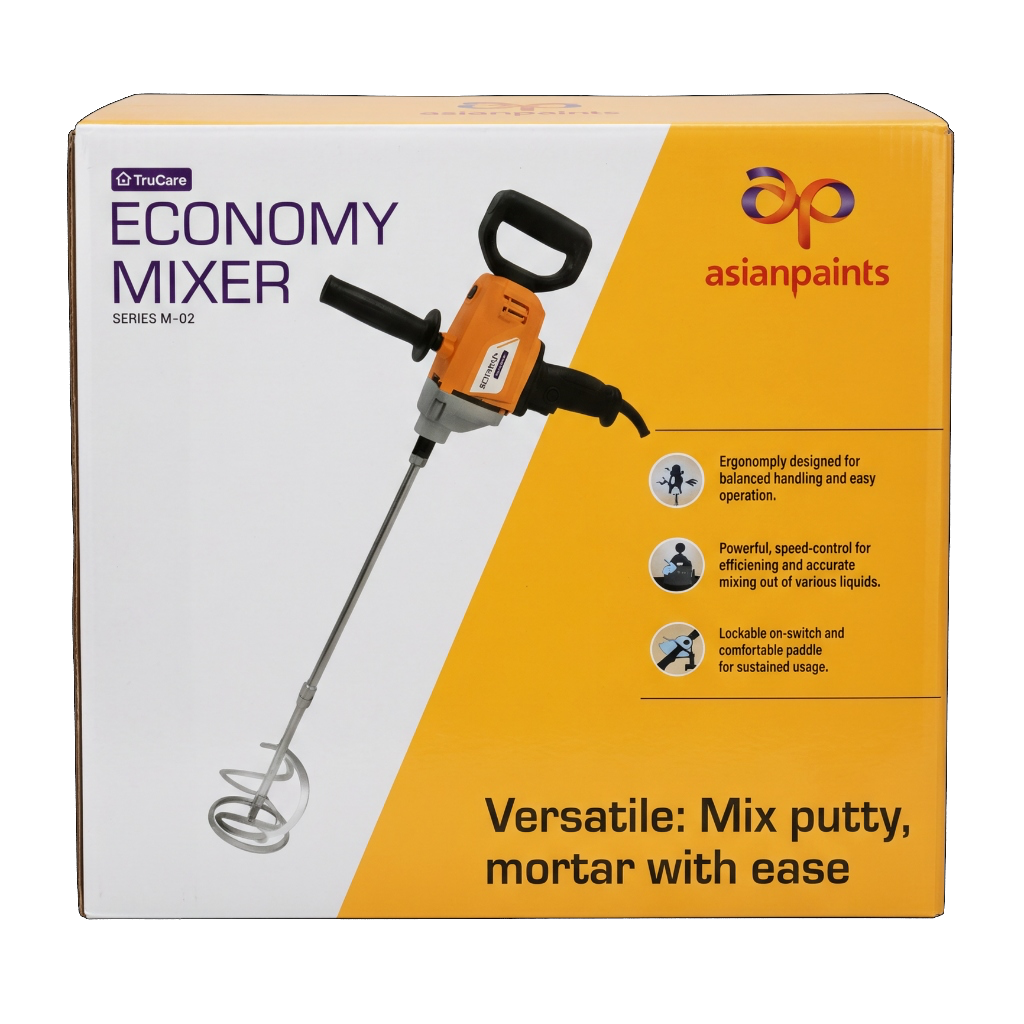 asianpaints
TruCare
ECONOMY
MIXER
SERIES M-02
asianpaints
Ergonomply designed for
balanced handling and easy
operation.
Powerful, speed-control for
efficiening and accurate
mixing out of various liquids.
Lockable on-switch and
comfortable paddle
for sustained usage.
Versatile: Mix putty,
mortar with ease